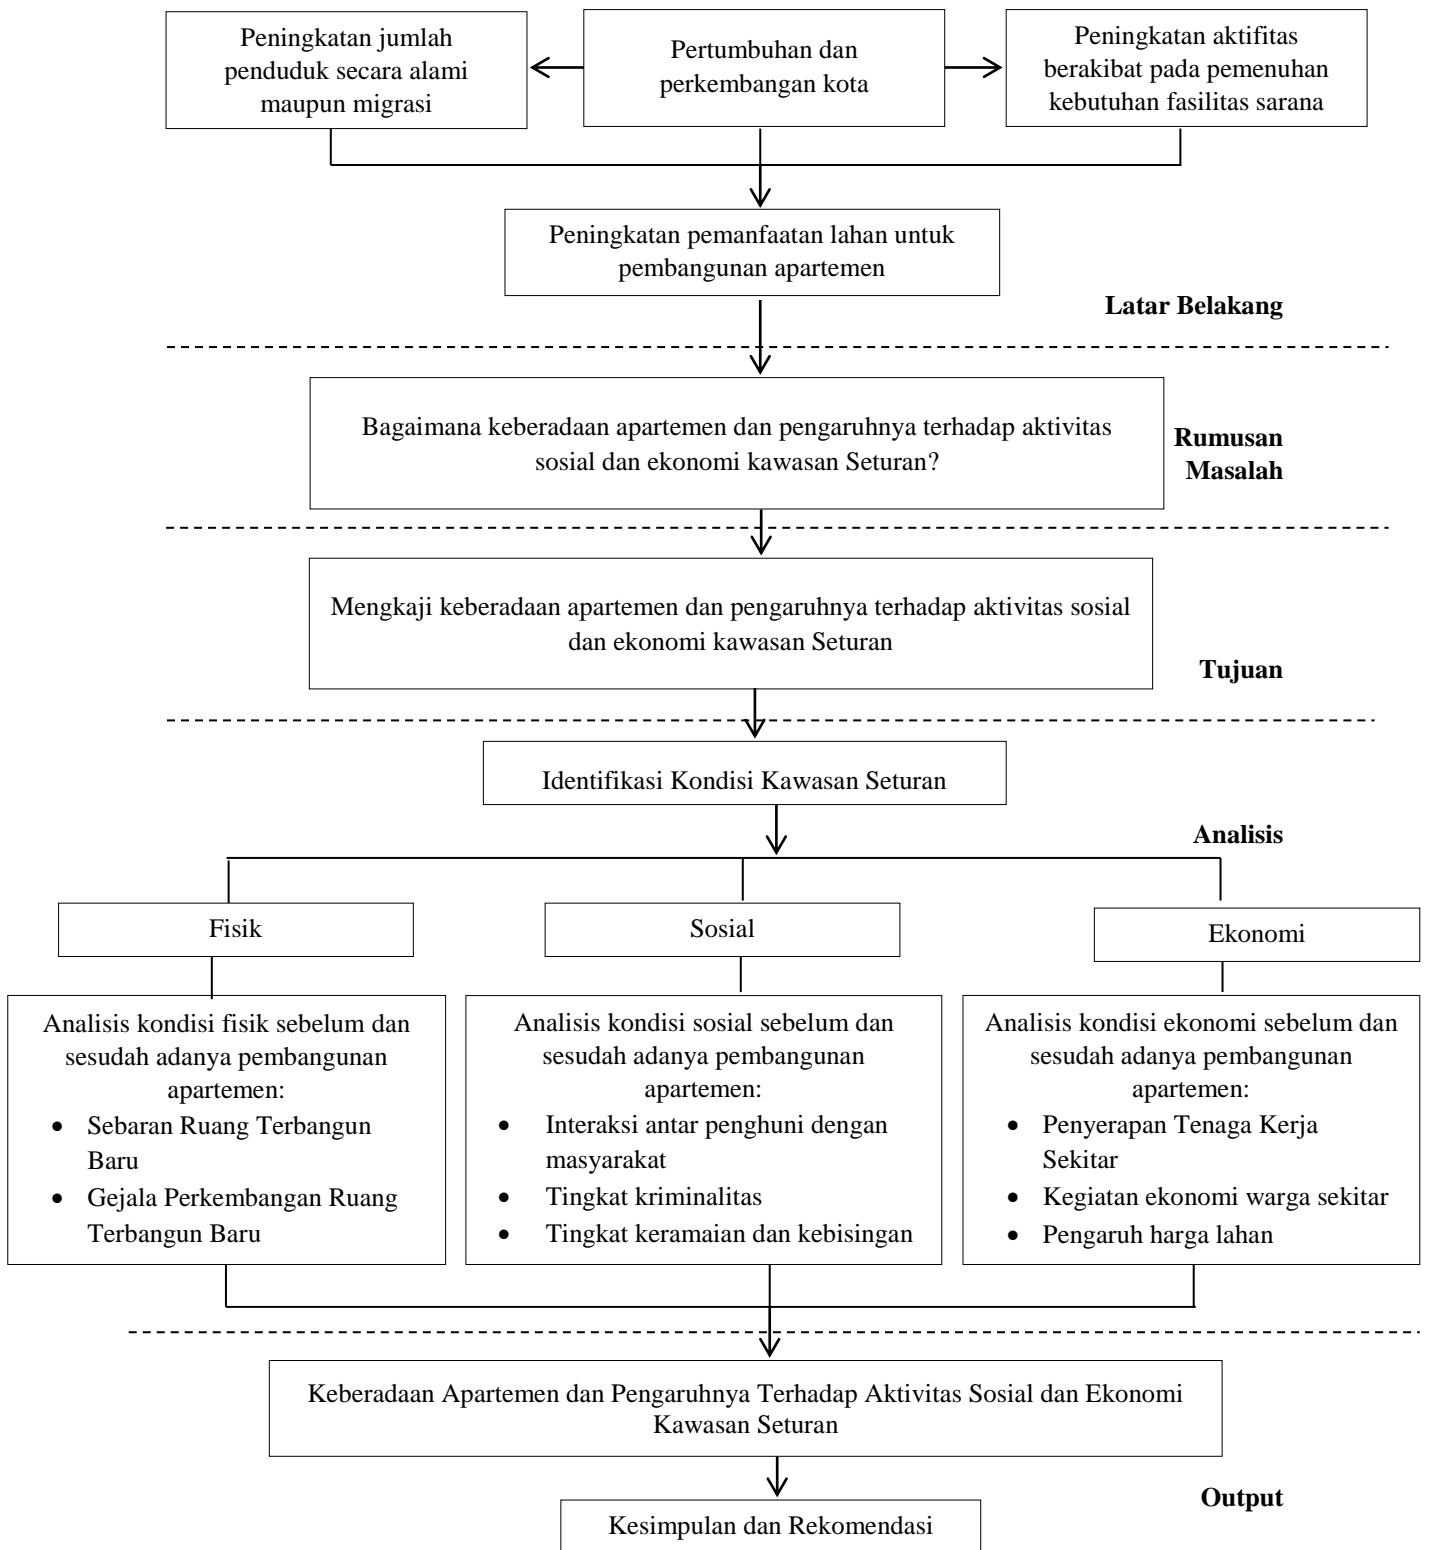 Peningkatan jumlah
penduduk secara alami
maupun migrasi
Pertumbuhan dan
perkembangan kota
Peningkatan aktifitas
berakibat pada pemenuhan
kebutuhan fasilitas sarana
Peningkatan pemanfaatan lahan untuk
pembangunan apartemen
Latar Belakang
Bagaimana keberadaan apartemen dan pengaruhnya terhadap aktivitas
sosial dan ekonomi kawasan Seturan?
Rumusan
Masalah
Mengkaji keberadaan apartemen dan pengaruhnya terhadap aktivitas sosial
dan ekonomi kawasan Seturan
Tujuan
Identifikasi Kondisi Kawasan Seturan
Analisis
Fisik
Sosial
Ekonomi
Analisis kondisi fisik sebelum dan
sesudah adanya pembangunan
apartemen:
• Sebaran Ruang Terbangun
Baru
• Gejala Perkembangan Ruang
Terbangun Baru
Analisis kondisi sosial sebelum dan
sesudah adanya pembangunan
apartemen:
• Interaksi antar penghuni dengan
masyarakat
• Tingkat kriminalitas
• Tingkat keramaian dan kebisingan
Analisis kondisi ekonomi sebelum dan
sesudah adanya pembangunan
apartemen:
• Penyerapan Tenaga Kerja
Sekitar
• Kegiatan ekonomi warga sekitar
• Pengaruh harga lahan
Keberadaan Apartemen dan Pengaruhnya Terhadap Aktivitas Sosial dan Ekonomi
Kawasan Seturan
Output
Kesimpulan dan Rekomendasi